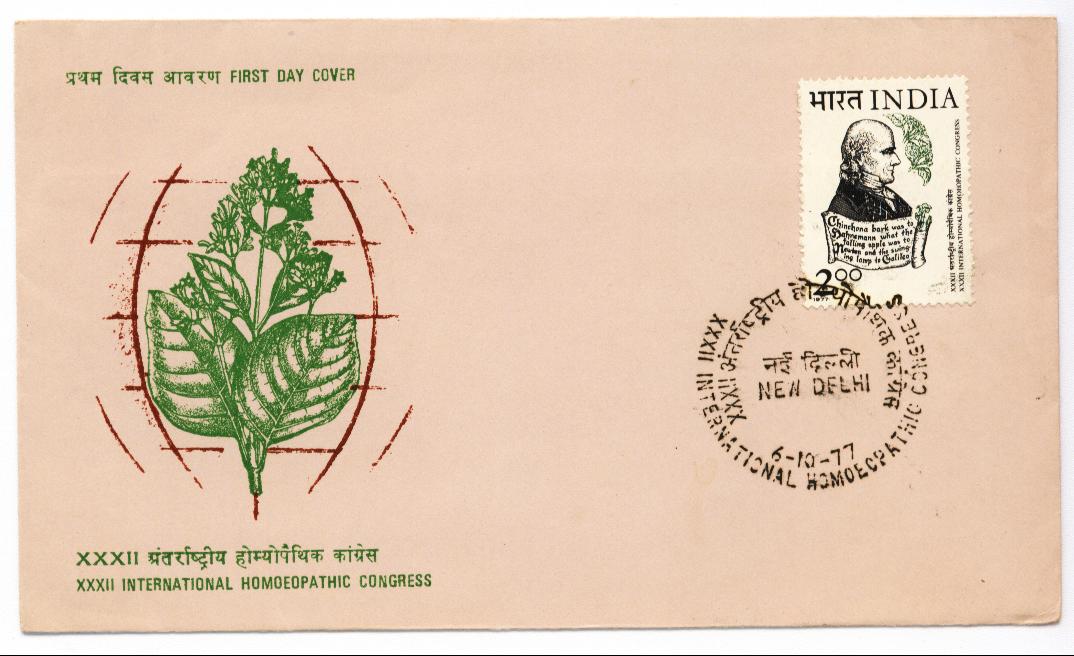 प्रथम दिवस आवरण FIRST DAY COVER
भारत INDIA
Chinchona bark was to
Hahnemann what the
falling apple was to
Newton and the swing-
ing lamp to Galileo
2.00
1977
XXXII अंतर्राष्ट्रीय होम्योपैथिक कांग्रेस
XXXII INTERNATIONAL HOMOEOPATHIC CONGRESS
XXXII अंतर्राष्ट्रीय होम्योपैथिक कांग्रेस
XXXII INTERNATIONAL HOMOEOPATHIC CONGRESS
नई दिल्ली
NEW DELHI
6-10-77
XXXII अंतर्राष्ट्रीय होम्योपैथिक कांग्रेस
XXXII INTERNATIONAL HOMOEOPATHIC CONGRESS